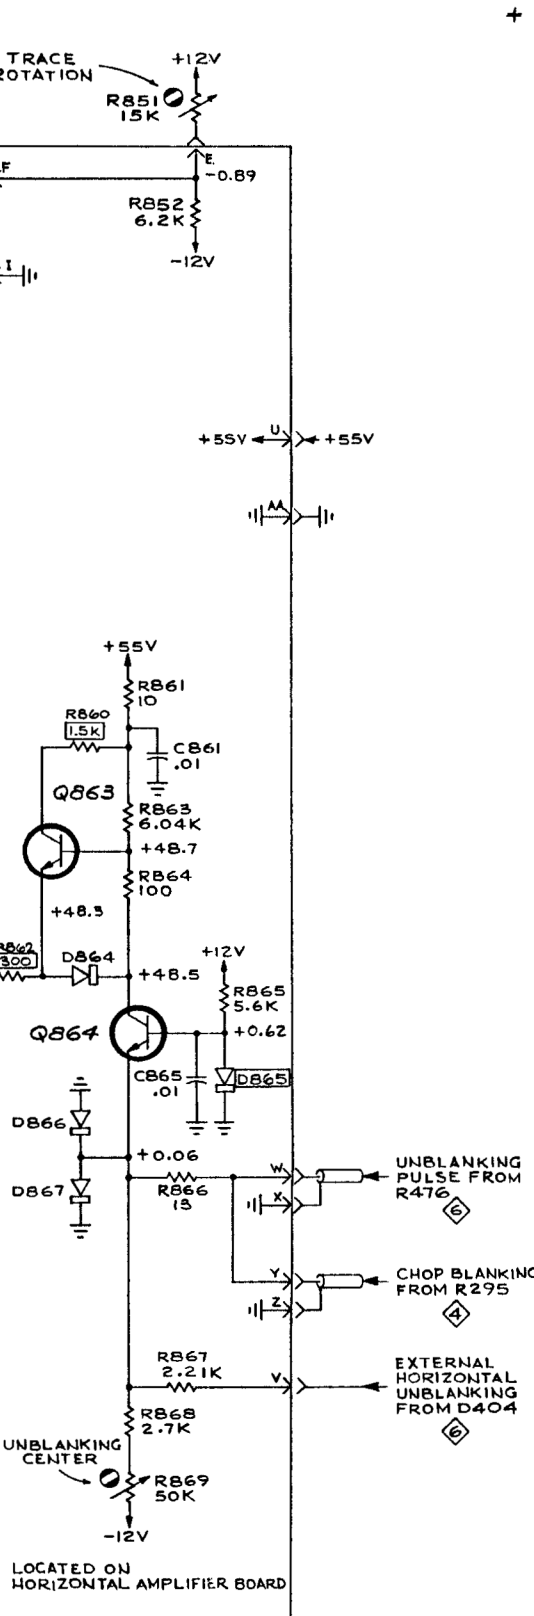 +
TRACE
ROTATION
+12V
R851
15K
E
-0.89
R852
6.2K
-12V
I
+55V
U
+55V
AA
+55V
R861
10
R860
1.5K
C861
.01
Q863
R863
6.04K
+48.7
R864
100
+48.3
R862
300
D864
+48.5
+12V
R865
5.6K
Q864
+0.62
C865
.01
D865
D866
+0.06
D867
R866
13
W
X
UNBLANKING
PULSE FROM
R476
6
Y
Z
CHOP BLANKING
FROM R295
4
R867
2.21K
V
EXTERNAL
HORIZONTAL
UNBLANKING
FROM D404
6
R868
2.7K
UNBLANKING
CENTER
R869
50K
-12V
LOCATED ON
HORIZONTAL AMPLIFIER BOARD